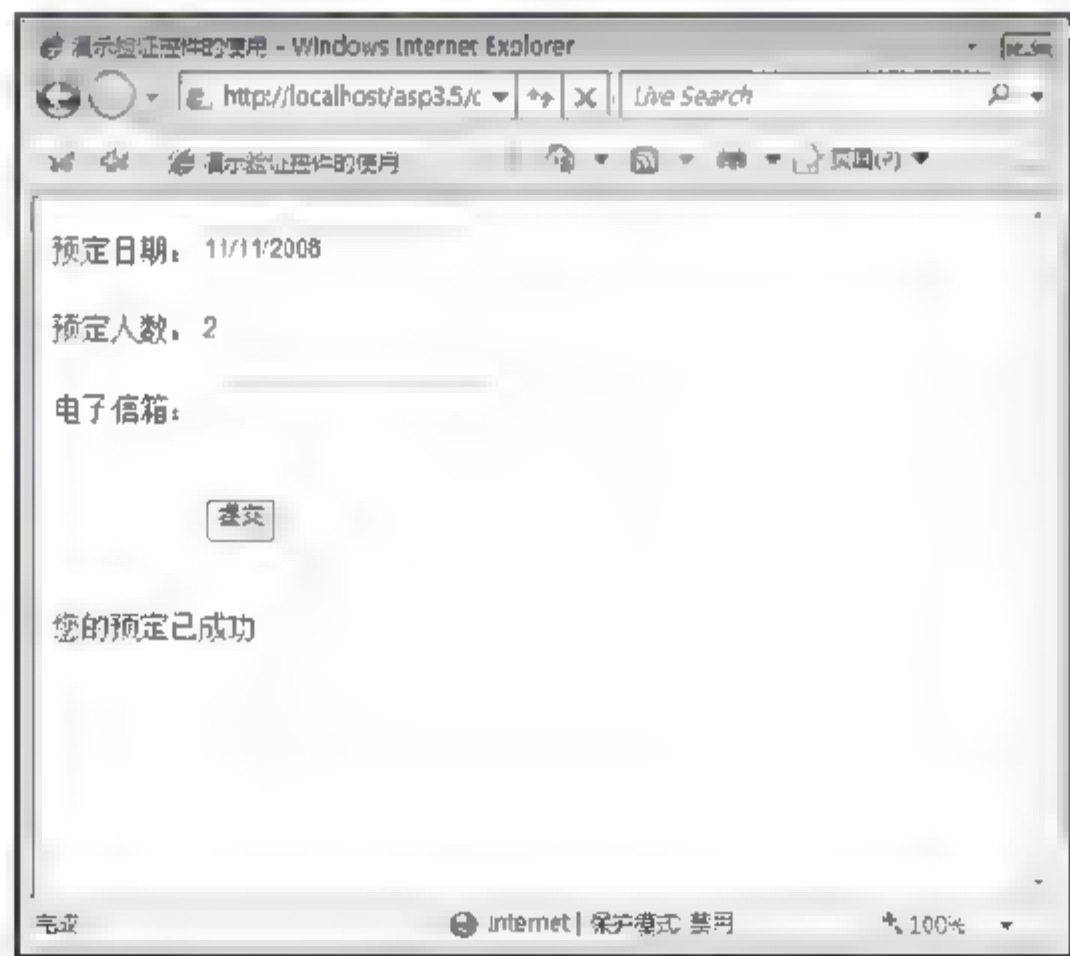 演示验证控件的使用 - Windows Internet Explorer
http://localhost/asp3.5/c Live Search
演示验证控件的使用 页面(P)
预定日期： 11/11/2008
预定人数： 2
电子信箱：
提交
您的预定已成功
完成 Internet | 保护模式: 禁用 100%